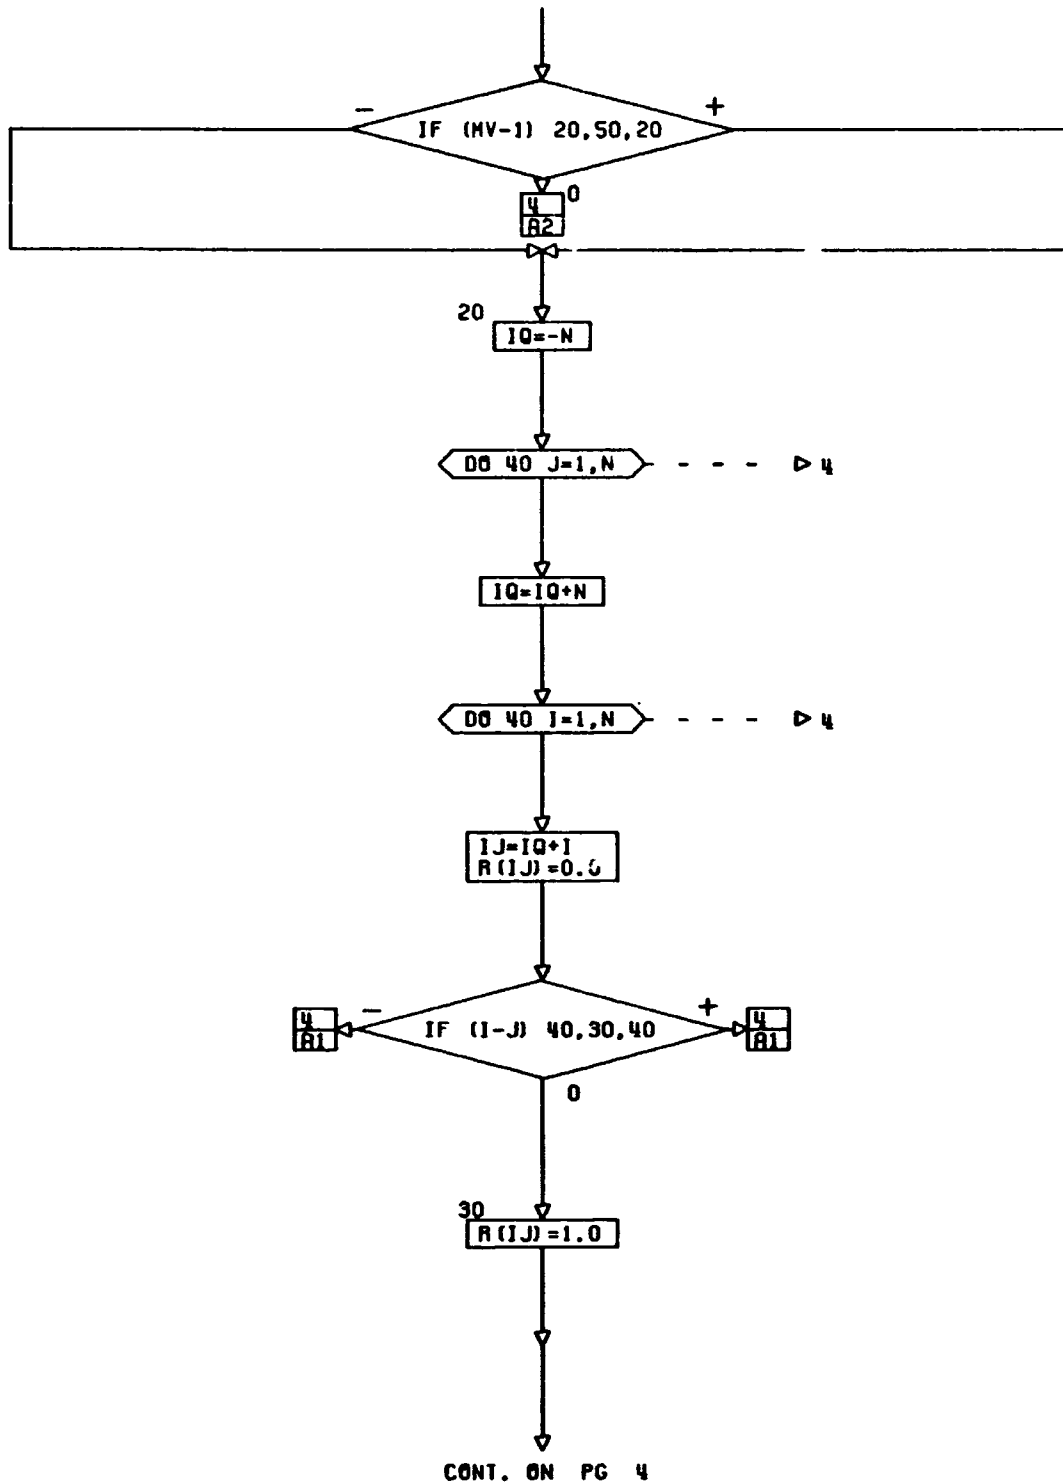 - +
IF (MV-1) 20,50,20
0
4
A2
20
IQ=-N
DO 40 J=1,N - - - - 4
IQ=IQ+N
DO 40 I=1,N - - - - 4
IJ=IQ+I
R(IJ)=0.0
- +
4
A1
IF (I-J) 40,30,40
4
A1
0
30
R(IJ)=1.0
CONT. ON PG 4